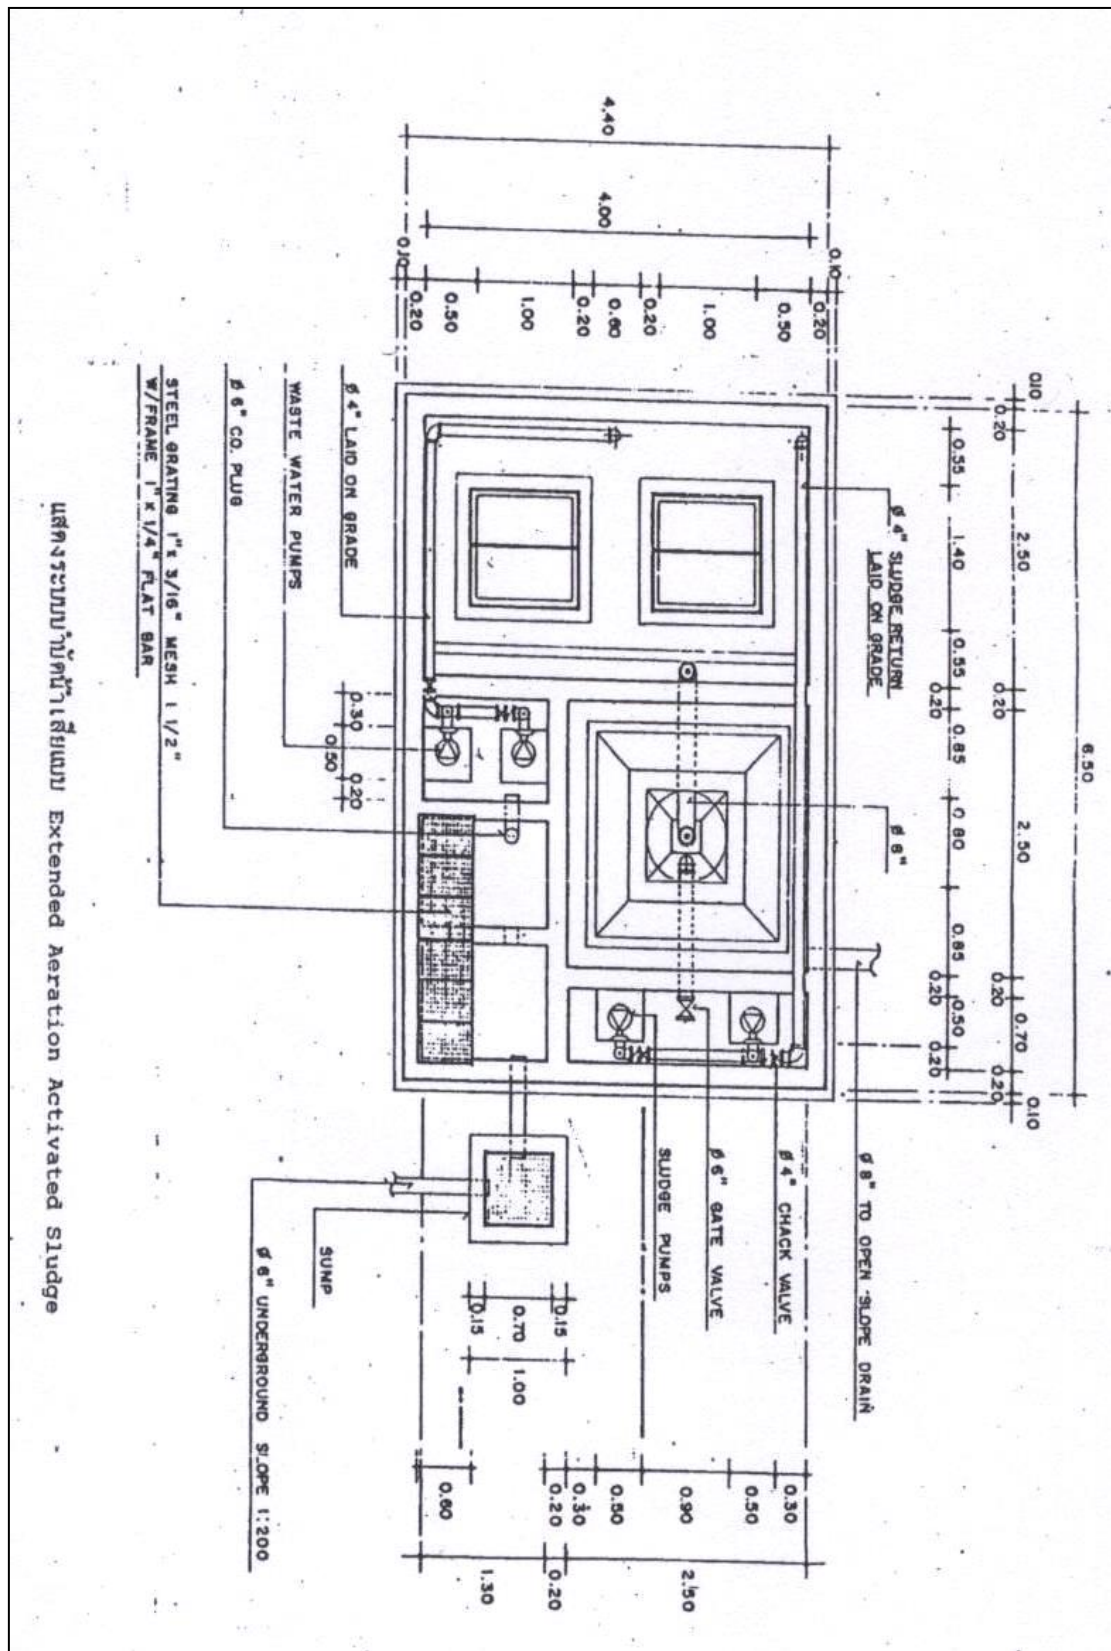 6.50
0.10 2.50 0.20 2.50 0.20 0.70 0.20 0.10
0.20
0.55 1.40 0.55 0.20 0.85 0.80 0.85 0.20 0.50 0.20
Ø 4" SLUDGE RETURN
LAID ON GRADE
Ø 6"
Ø 8" TO OPEN SLOPE DRAIN
Ø 4" CHACK VALVE
Ø 6" GATE VALVE
SLUDGE PUMPS
4.40
4.00
0.10
0.20
0.50
1.00
0.20
0.60
0.20
1.00
0.50
0.20
0.10
0.30
0.50
0.90
0.50
0.30
0.20
0.60
2.50
0.20
1.30
0.15
0.70
0.15
1.00
0.30 0.50 0.20
Ø 4" LAID ON GRADE
WASTE WATER PUMPS
Ø 6" CO. PLUG
STEEL GRATING 1" x 3/16" MESH 1 1/2"
W/FRAME 1" x 1/4" FLAT BAR
SUMP
Ø 6" UNDERGROUND SLOPE 1:200
แสดงระบบบำบัดน้ำเสียแบบ Extended Aeration Activated Sludge